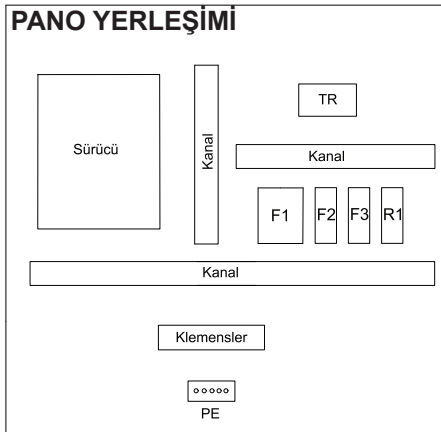 PANO YERLEŞİMİ
Sürücü
Kanal
TR
Kanal
F1
F2
F3
R1
Kanal
Klemensler
PE